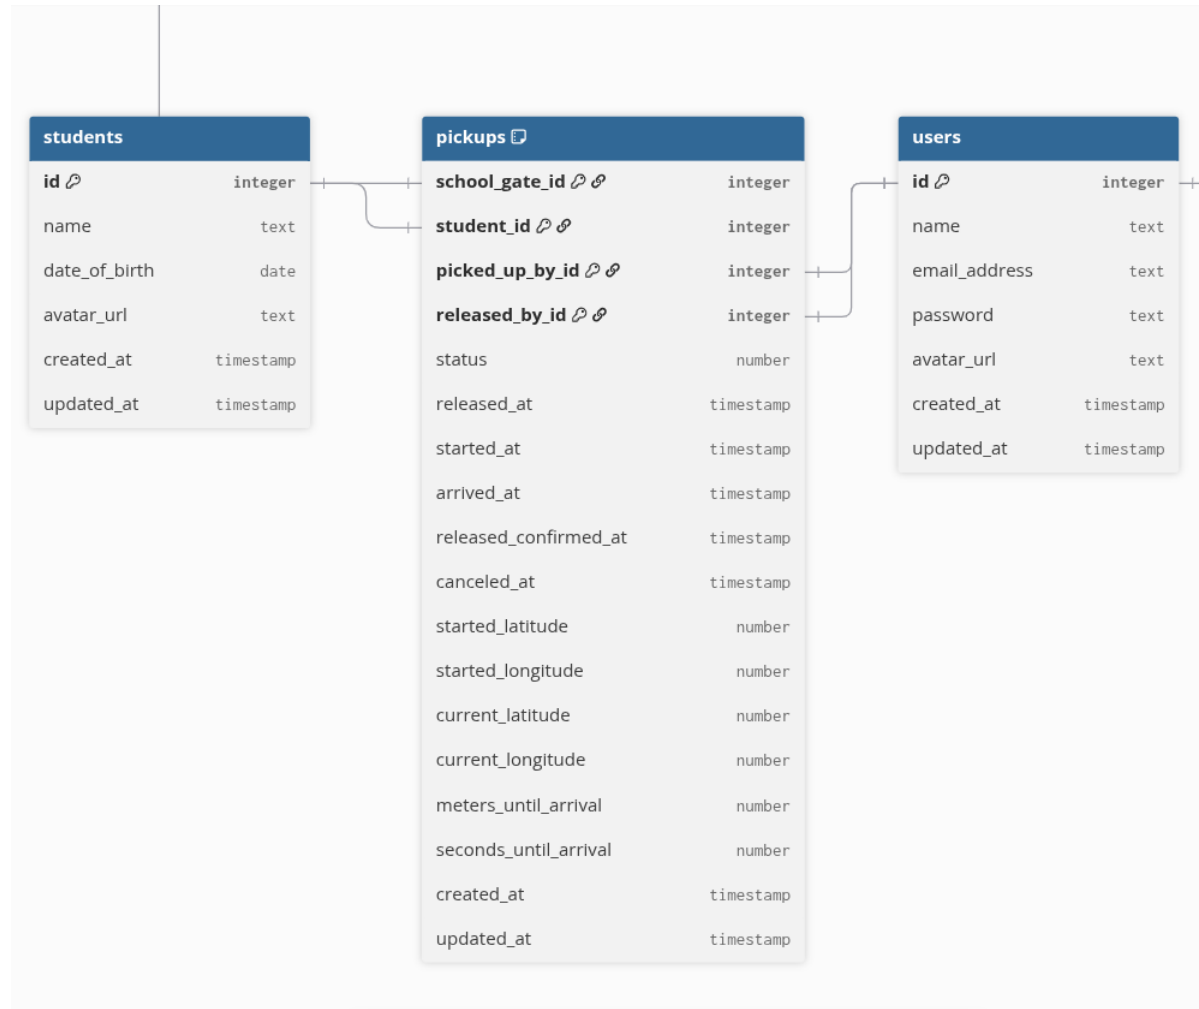 students
id integer
name text
date_of_birth date
avatar_url text
created_at timestamp
updated_at timestamp
pickups
school_gate_id integer
student_id integer
picked_up_by_id integer
released_by_id integer
status number
released_at timestamp
started_at timestamp
arrived_at timestamp
released_confirmed_at timestamp
canceled_at timestamp
started_latitude number
started_longitude number
current_latitude number
current_longitude number
meters_until_arrival number
seconds_until_arrival number
created_at timestamp
updated_at timestamp
users
id integer
name text
email_address text
password text
avatar_url text
created_at timestamp
updated_at timestamp